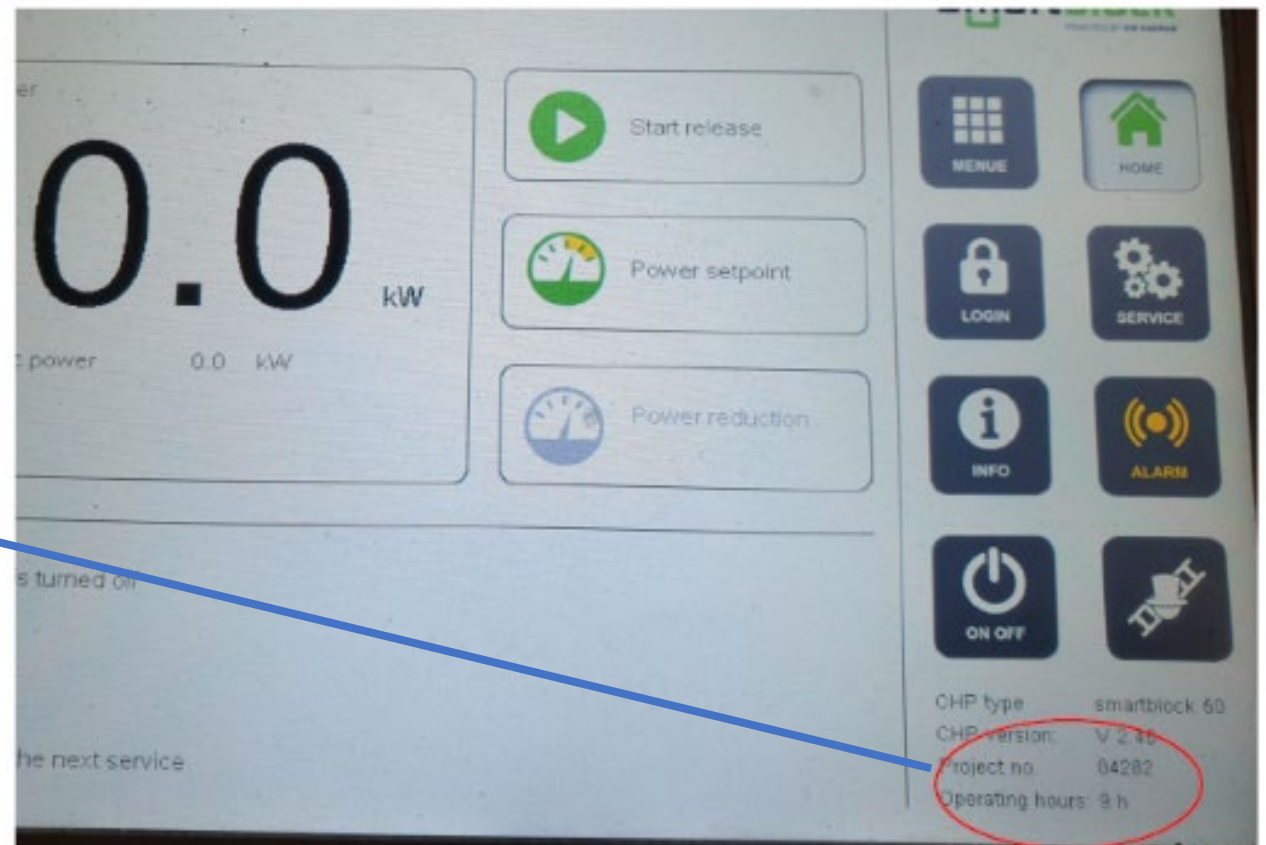 er
0.0 kW
power 0.0 kW
Start release
Power setpoint
Power reduction
MENUE
HOME
LOGIN
SERVICE
INFO
ALARM
ON OFF
s turned off
he next service
CHP type smartblock 60
CHP version: V 2.46
Project no. 04282
Operating hours: 9 h